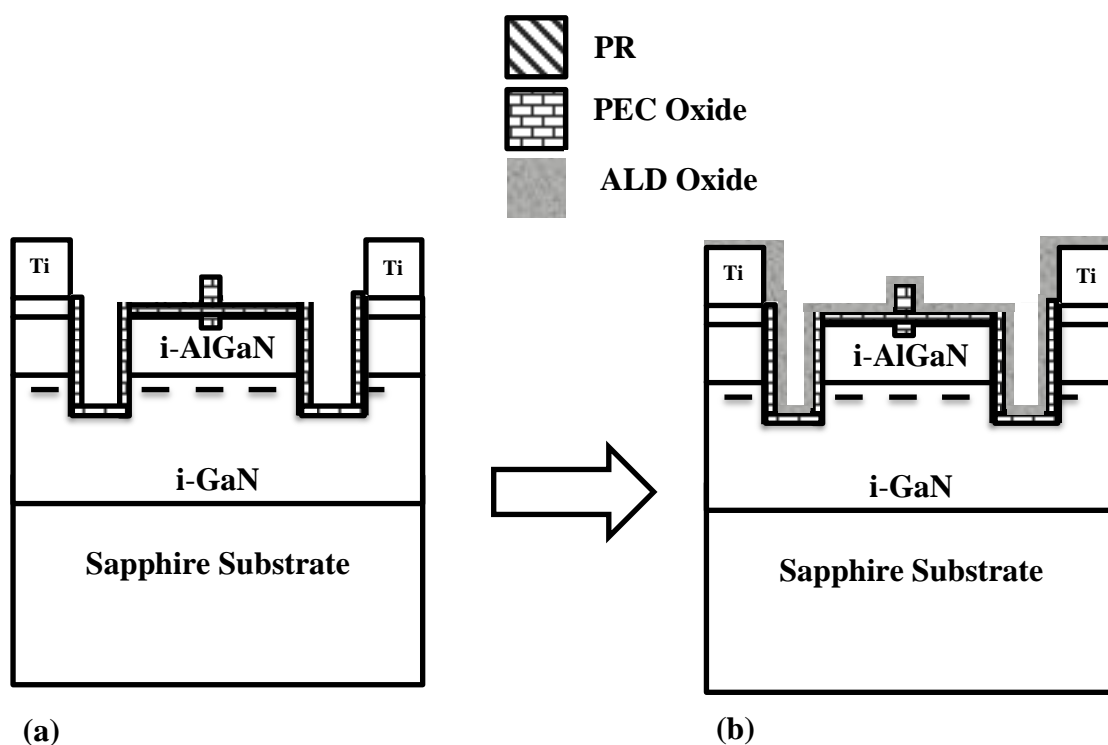 PR
PEC Oxide
ALD Oxide
Ti
Ti
i-AlGaN
i-GaN
Sapphire Substrate
(a)
Ti
Ti
i-AlGaN
i-GaN
Sapphire Substrate
(b)